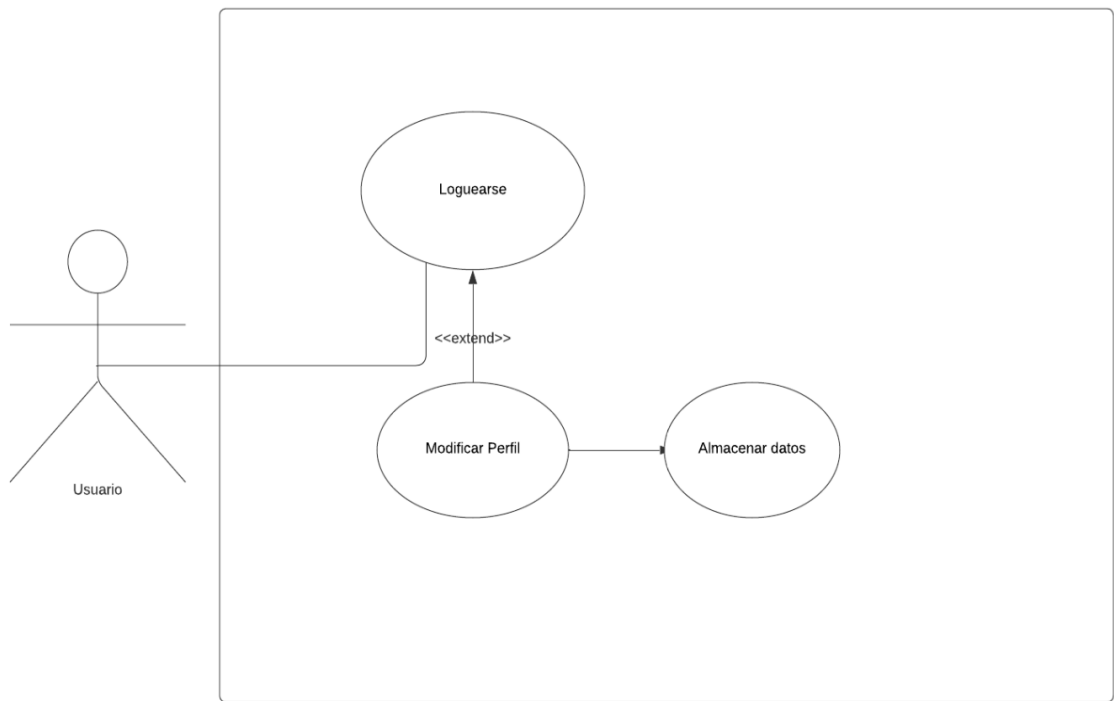 Loguearse
<<extend>>
Modificar Perfil
Almacenar datos
Usuario